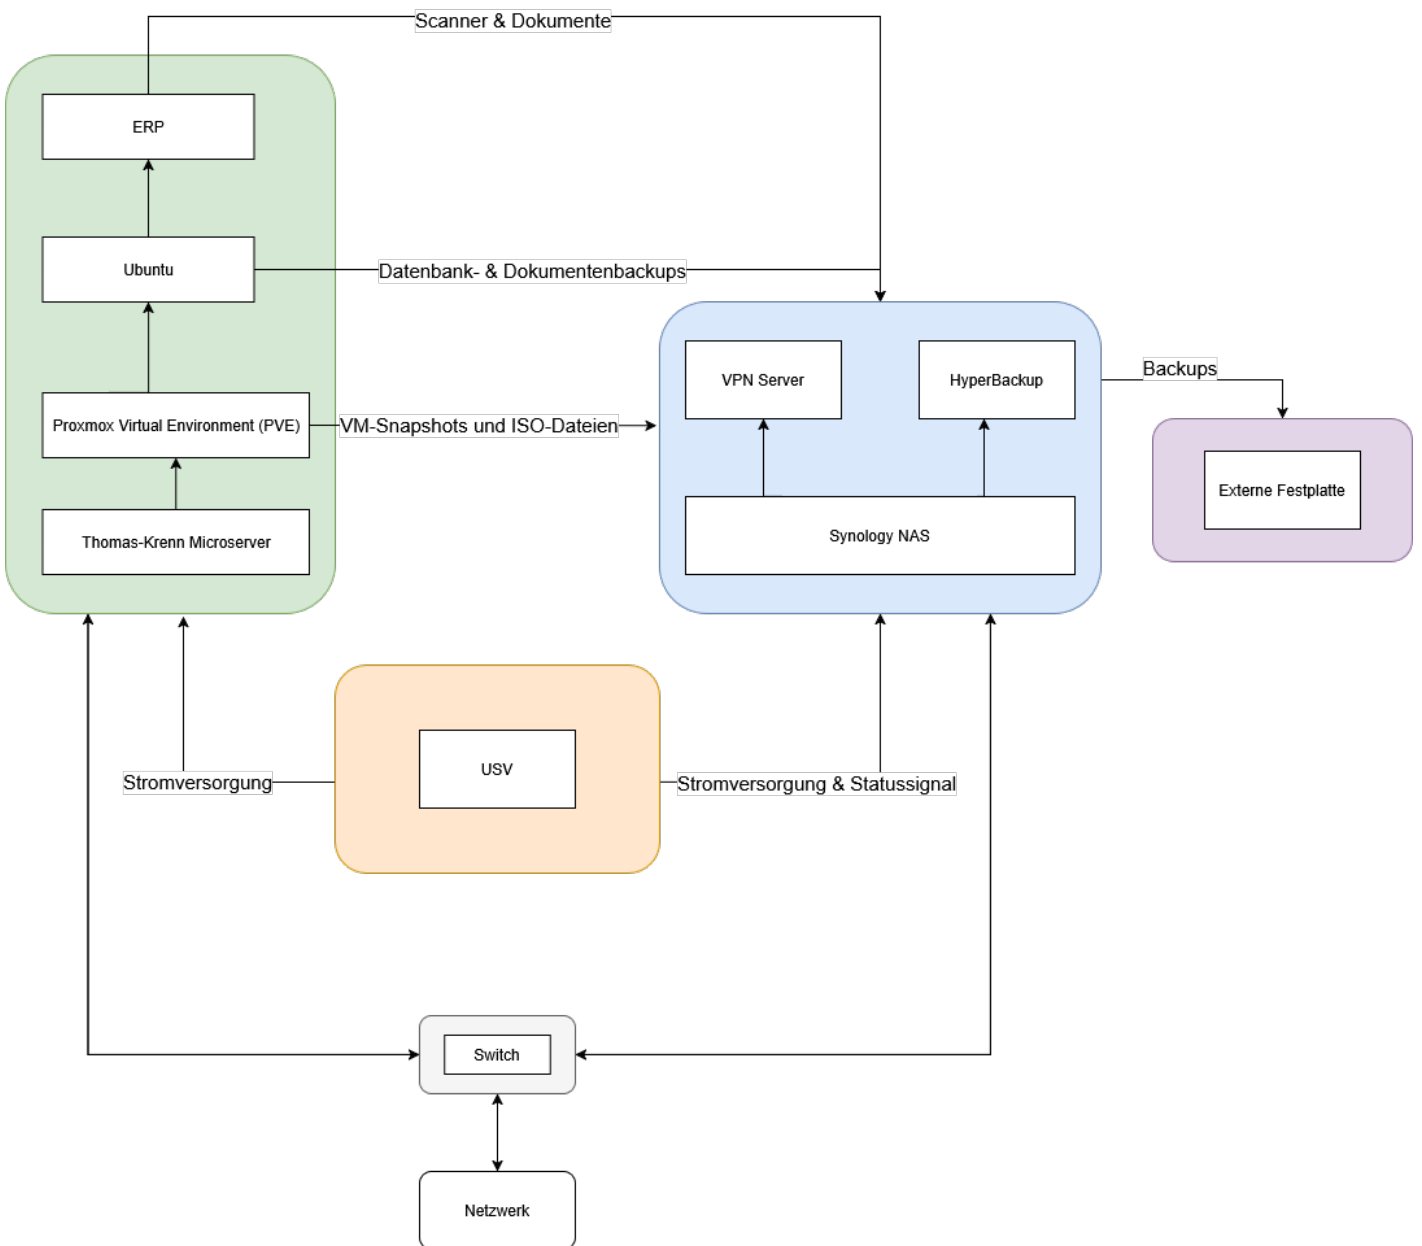 Scanner & Dokumente
ERP
Ubuntu
Datenbank- & Dokumentenbackups
VPN Server
HyperBackup
Backups
Proxmox Virtual Environment (PVE)
VM-Snapshots und ISO-Dateien
Externe Festplatte
Thomas-Krenn Microserver
Synology NAS
USV
Stromversorgung
Stromversorgung & Statussignal
Switch
Netzwerk